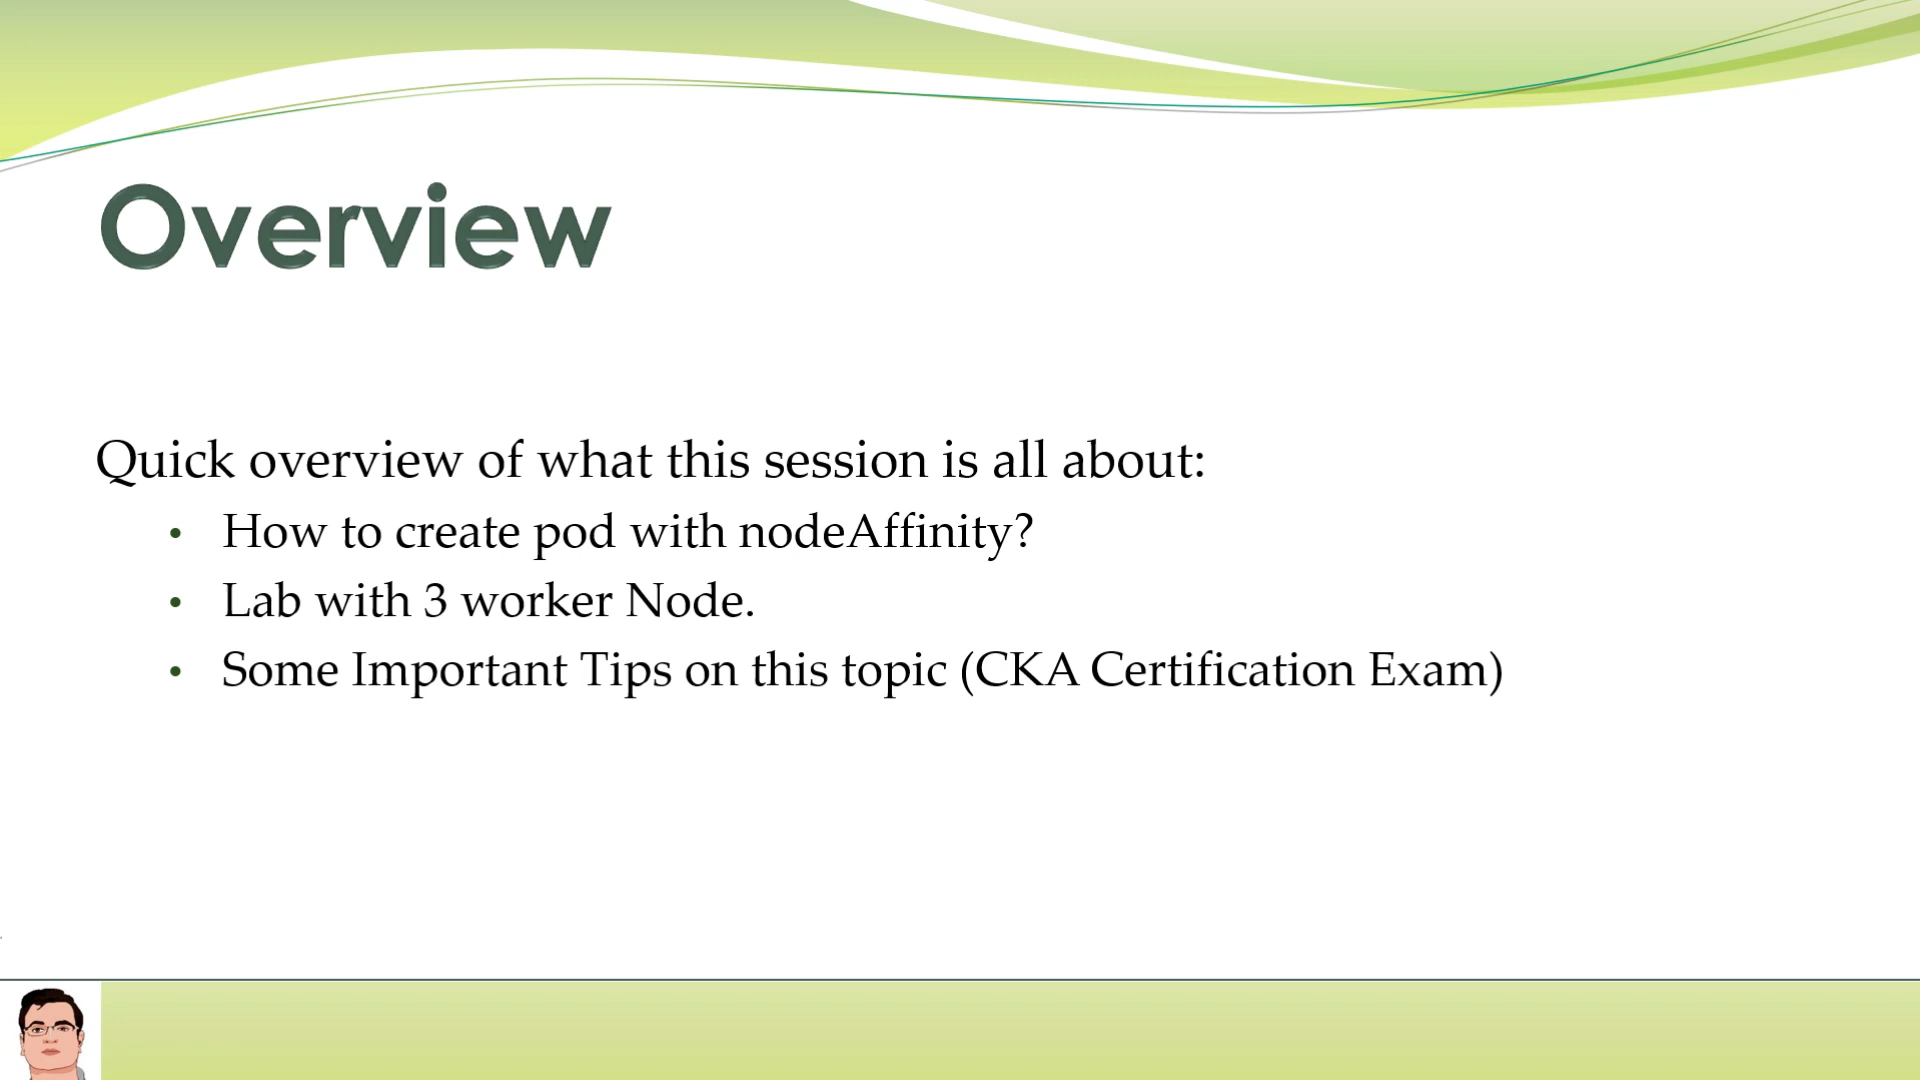 Overview
Quick overview of what this session is all about:
• How to create pod with nodeAffinity?
• Lab with 3 worker Node.
• Some Important Tips on this topic (CKA Certification Exam)